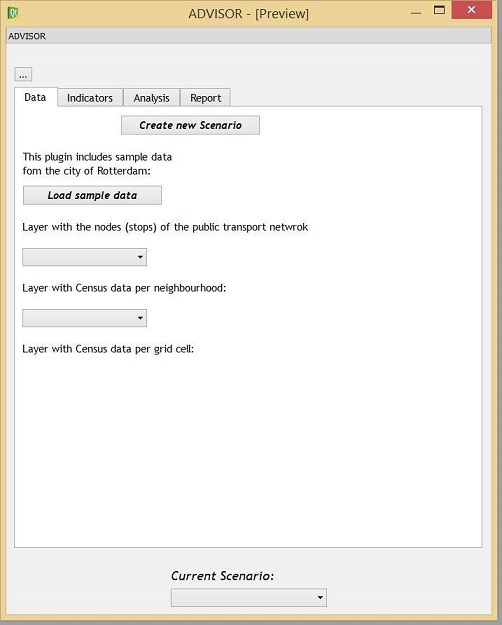 ADVISOR - [Preview]
ADVISOR
...
Data Indicators Analysis Report
Create new Scenario
This plugin includes sample data
fom the city of Rotterdam:
Load sample data
Layer with the nodes (stops) of the public transport netwrok
Layer with Census data per neighbourhood:
Layer with Census data per grid cell:
Current Scenario: